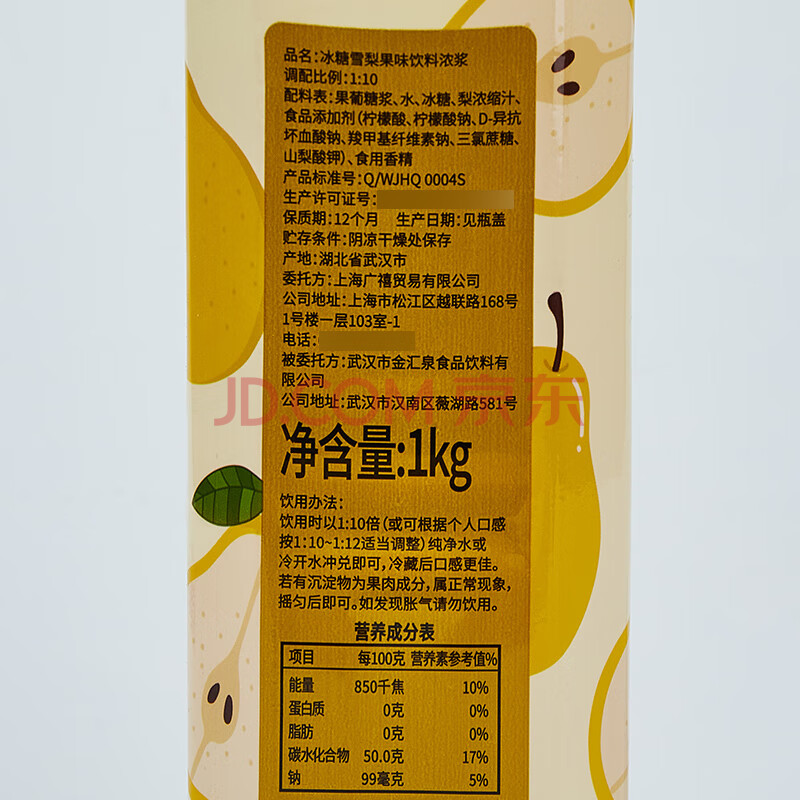 品名：冰糖雪梨果味饮料浓浆
调配比例：1:10
配料表：果葡糖浆、水、冰糖、梨浓缩汁、
食品添加剂（柠檬酸、柠檬酸钠、D-异抗
坏血酸钠、羧甲基纤维素钠、三氯蔗糖、
山梨酸钾）、食用香精
产品标准号：Q/WJHQ 0004S
生产许可证号：
保质期：12个月 生产日期：见瓶盖
贮存条件：阴凉干燥处保存
产地：湖北省武汉市
委托方：上海广禧贸易有限公司
公司地址：上海市松江区越联路168号
1号楼一层103室-1
电话：
被委托方：武汉市金汇泉食品饮料有
限公司
JD.COM 京东
公司地址：武汉市汉南区薇湖路581号
净含量：1kg
饮用办法：
饮用时以1:10倍（或可根据个人口感
按1:10~1:12适当调整）纯净水或
冷开水冲兑即可，冷藏后口感更佳。
若有沉淀物为果肉成分，属正常现象，
摇匀后即可。如发现胀气请勿饮用。
营养成分表
项目 每100克 营养素参考值%
能量 850千焦 10%
蛋白质 0克 0%
脂肪 0克 0%
碳水化合物 50.0克 17%
钠 99毫克 5%